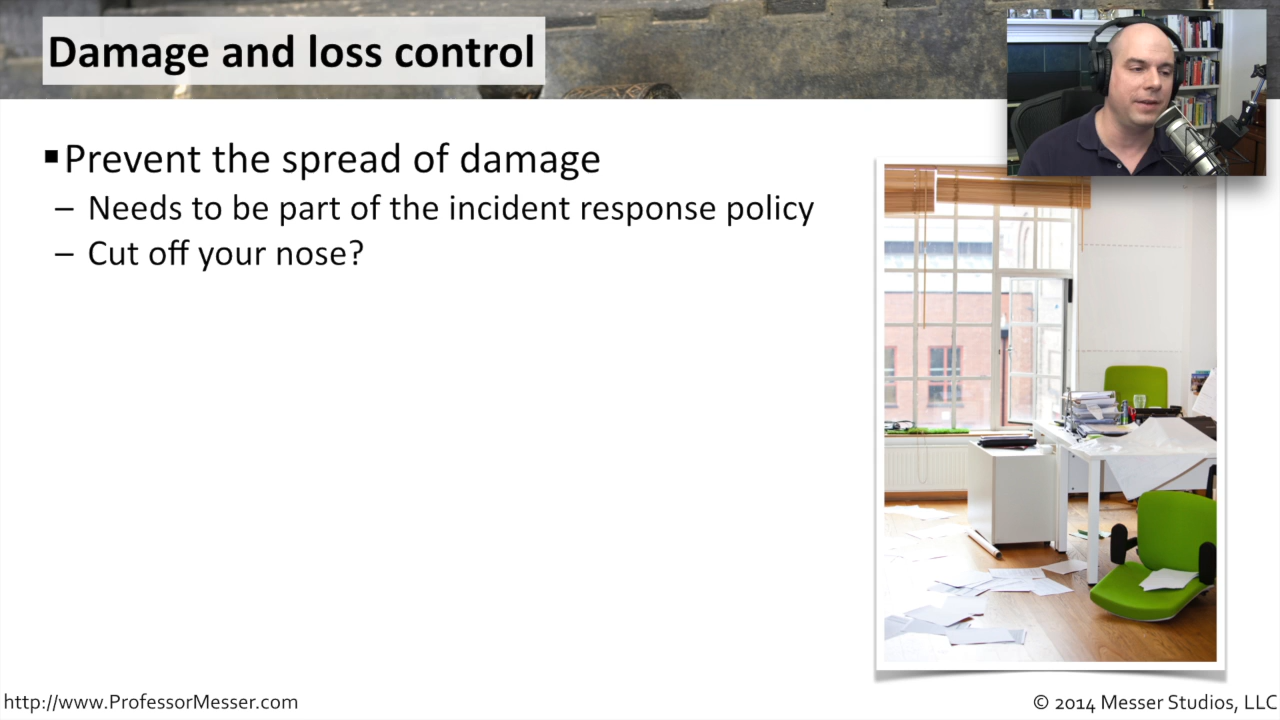 Damage and loss control
▪Prevent the spread of damage
– Needs to be part of the incident response policy
– Cut off your nose?
http://www.ProfessorMesser.com
© 2014 Messer Studios, LLC